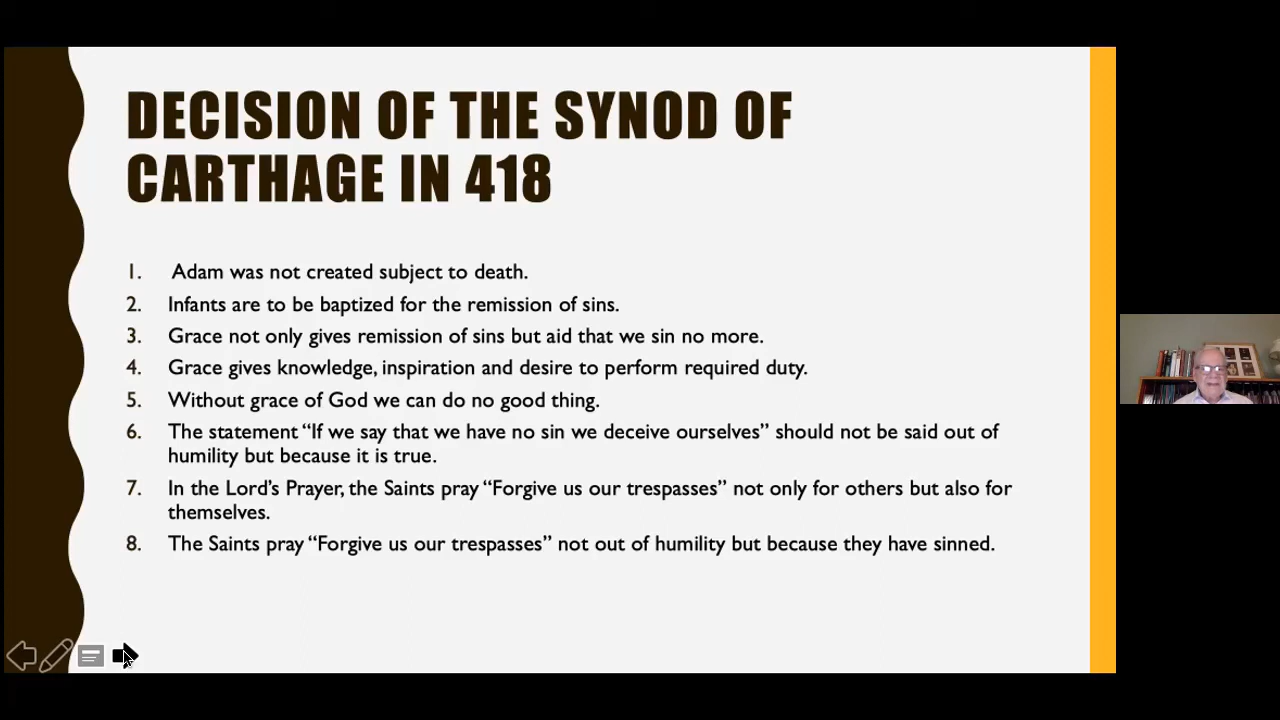 DECISION OF THE SYNOD OF
CARTHAGE IN 418
1. Adam was not created subject to death.
2. Infants are to be baptized for the remission of sins.
3. Grace not only gives remission of sins but aid that we sin no more.
4. Grace gives knowledge, inspiration and desire to perform required duty.
5. Without grace of God we can do no good thing.
6. The statement “If we say that we have no sin we deceive ourselves” should not be said out of
humility but because it is true.
7. In the Lord’s Prayer, the Saints pray “Forgive us our trespasses” not only for others but also for
themselves.
8. The Saints pray “Forgive us our trespasses” not out of humility but because they have sinned.